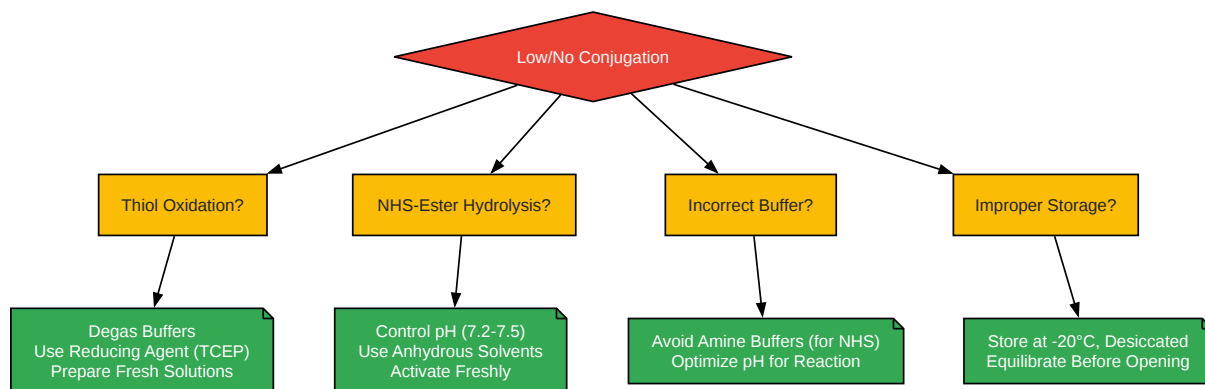 Low/No Conjugation
Thiol Oxidation?
NHS-Ester Hydrolysis?
Incorrect Buffer?
Improper Storage?
Degas Buffers
Use Reducing Agent (TCEP)
Prepare Fresh Solutions
Control pH (7.2-7.5)
Use Anhydrous Solvents
Activate Freshly
Avoid Amine Buffers (for NHS)
Optimize pH for Reaction
Store at -20°C, Desiccated
Equilibrate Before Opening